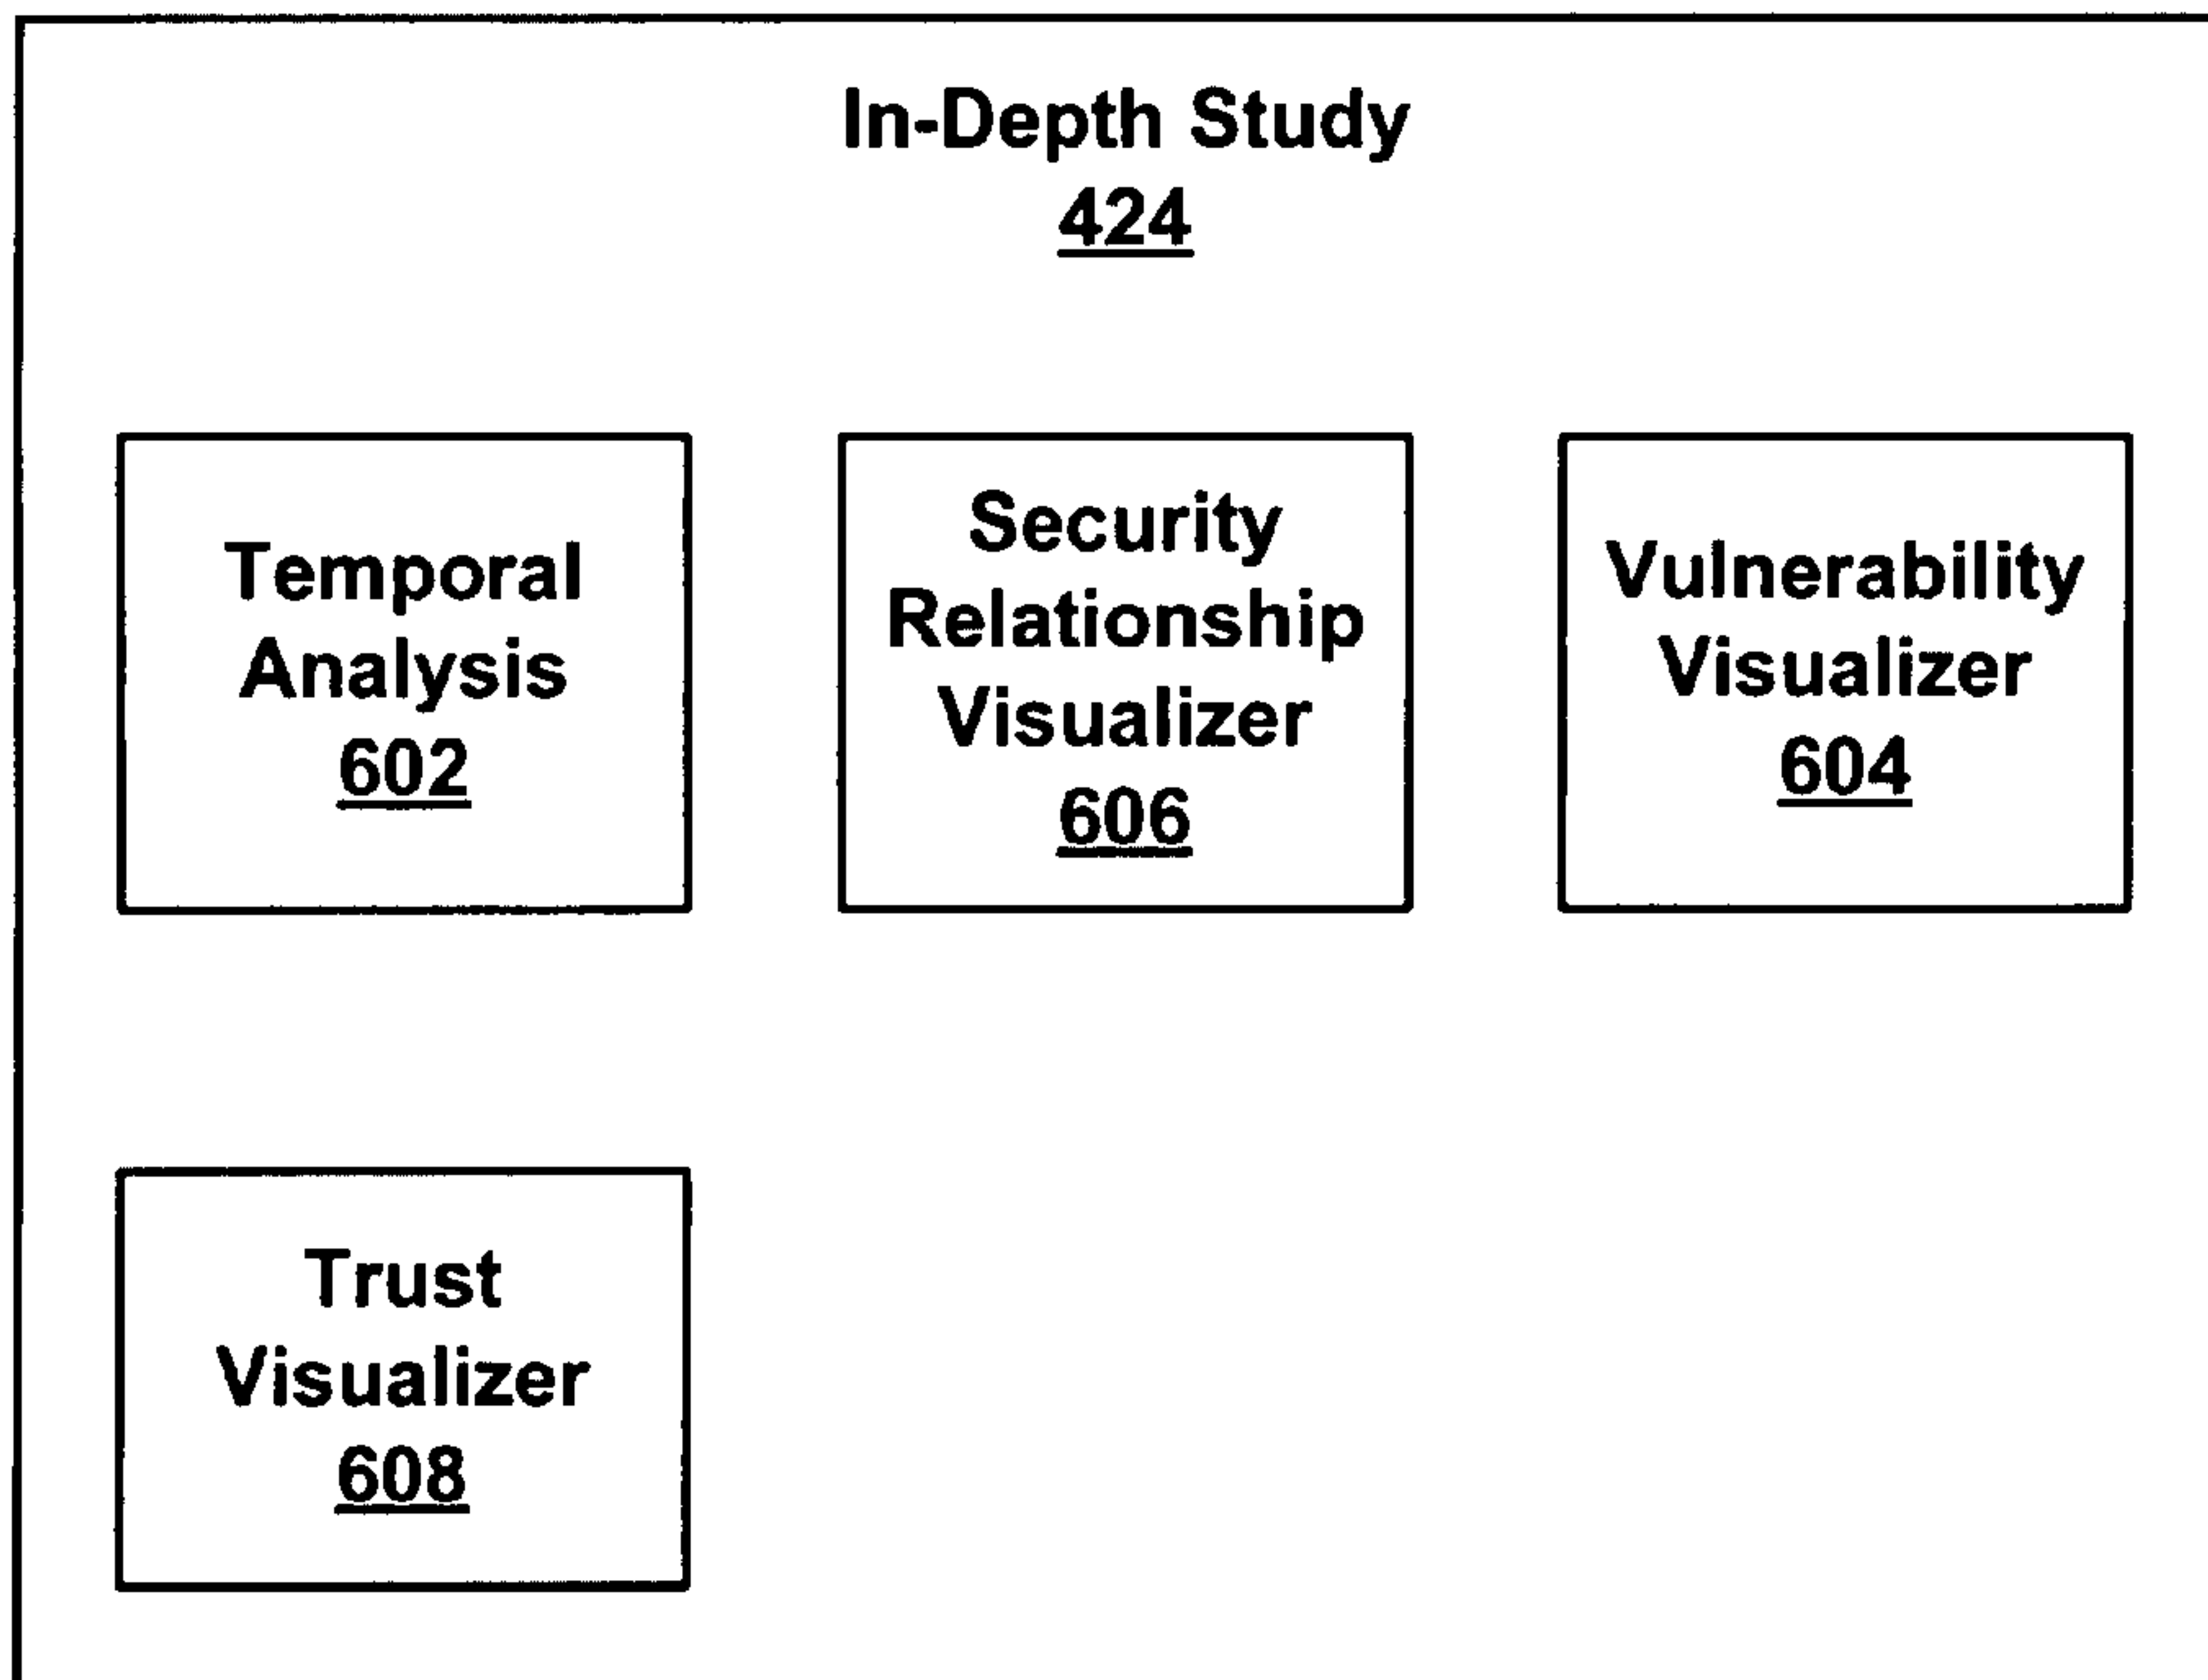 In-Depth Study
424
Temporal
Analysis
602
Security
Relationship
Visualizer
606
Vulnerability
Visualizer
604
Trust
Visualizer
608